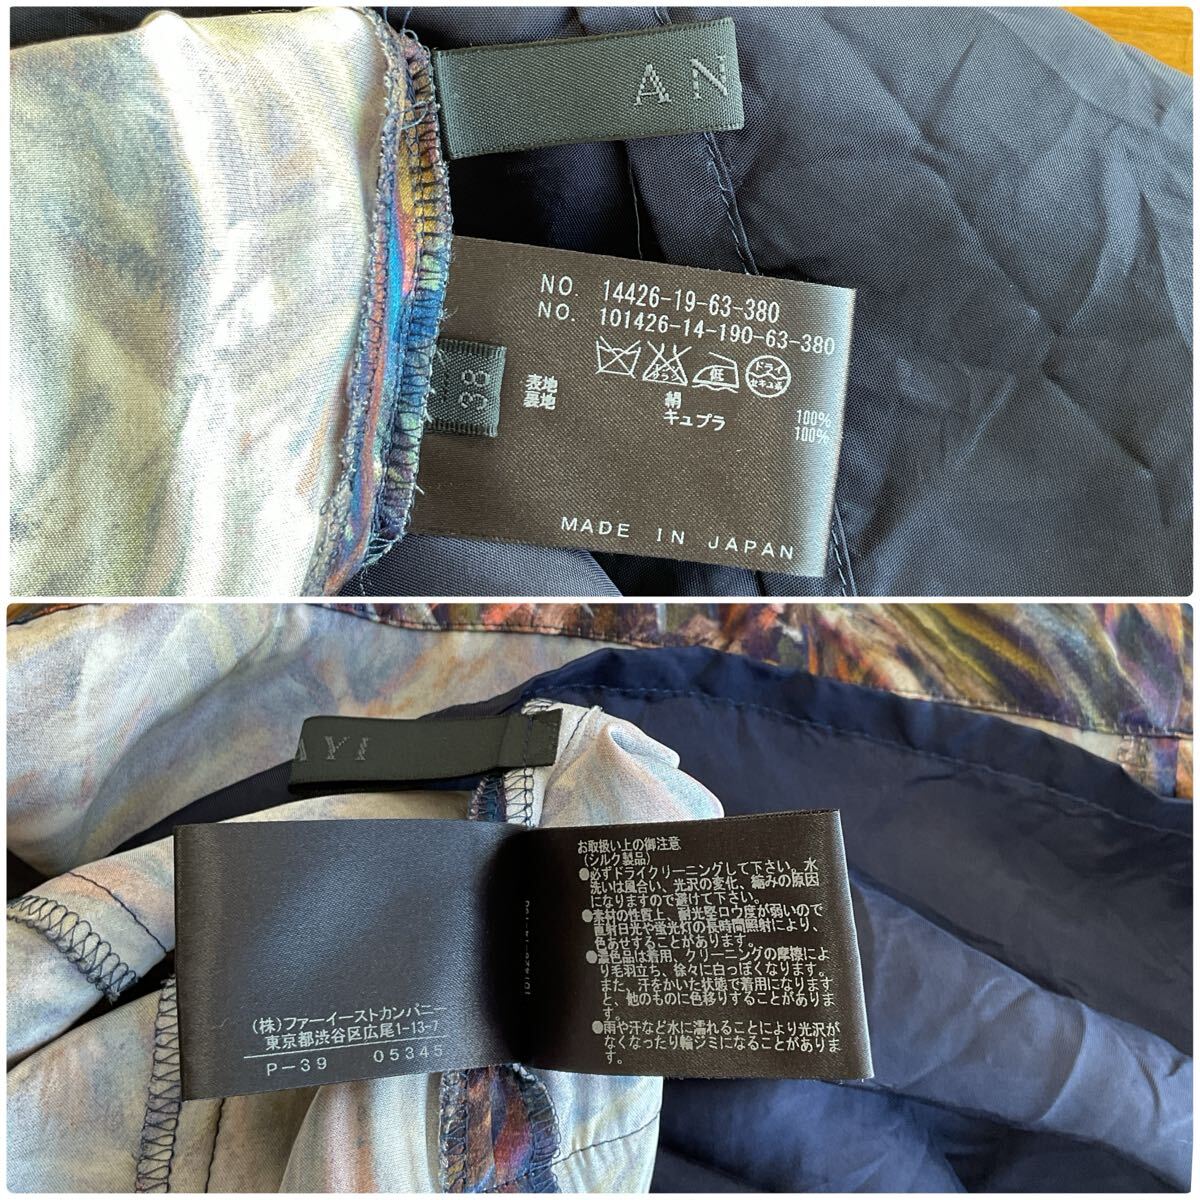 AN
NO. 14426-19-63-380
NO. 101426-14-190-63-380
低
ドライ
セキユ系
38
表地 絹 100%
裏地 キュプラ 100%
MADE IN JAPAN
お取扱い上の御注意
(シルク製品)
●必ずドライクリーニングして下さい。水
洗いは風合い、光沢の変化、縮みの原因
になりますので避けて下さい。
●素材の性質上、耐光堅ロウ度が弱いので
直射日光や蛍光灯の長時間照射により、
色あせすることがあります。
●濃色品は着用、クリーニングの摩擦によ
り毛羽立ち、徐々に白っぽくなります。
また、汗をかいた状態で着用になります
と、他のものに色移りすることがありま
す。
●雨や汗など水に濡れることにより光沢が
なくなったり輪ジミになることがありま
す。
(株)ファーイーストカンパニー
東京都渋谷区広尾1-13-7
P-39 05345